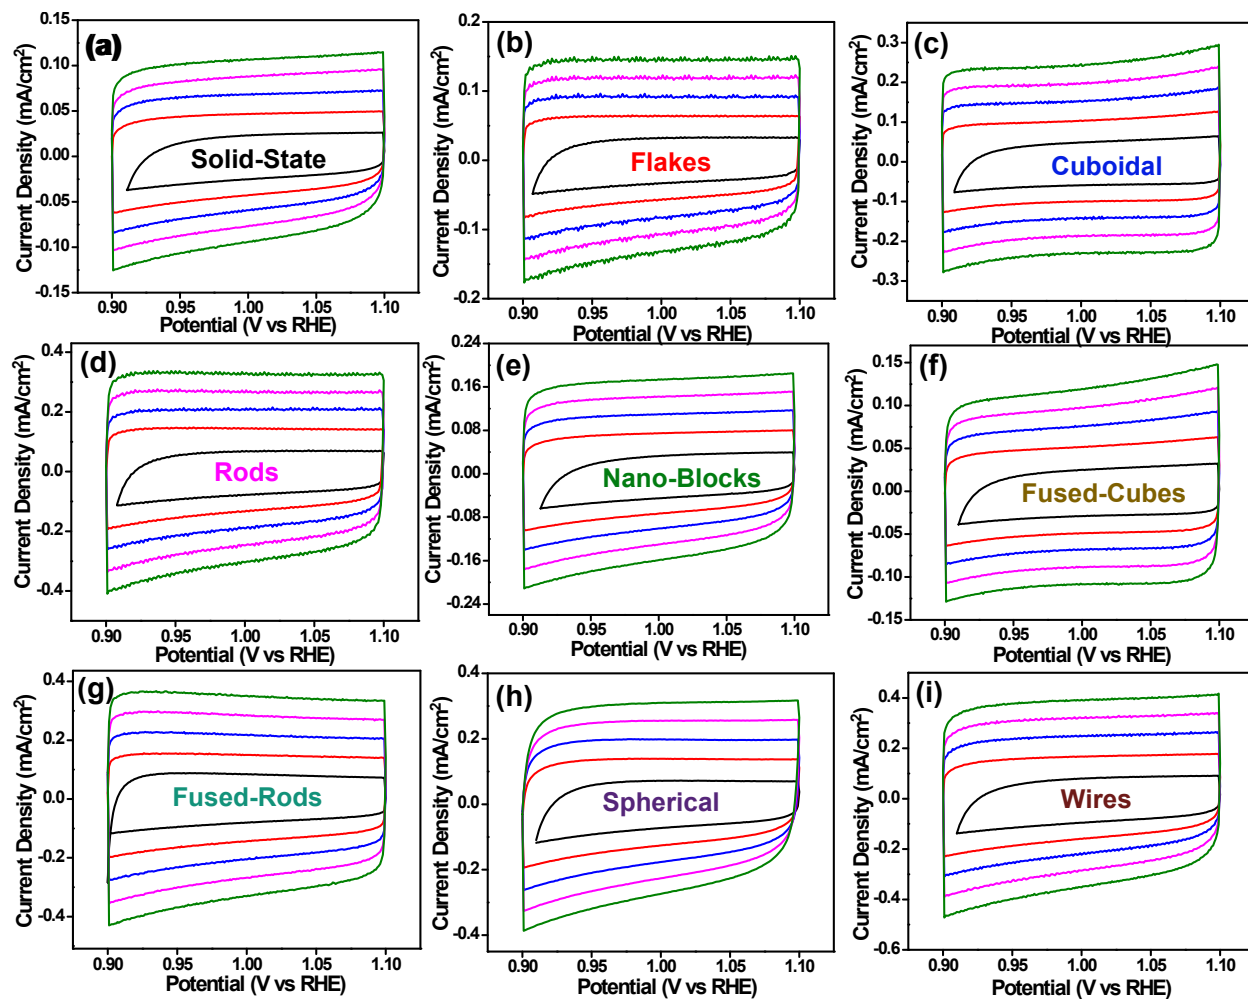 (a)
Current Density (mA/cm²)
0.15
0.10
0.05
0.00
-0.05
-0.10
-0.15
Solid-State
0.90 0.95 1.00 1.05 1.10
Potential (V vs RHE)
(b)
Current Density (mA/cm²)
0.2
0.1
0.0
-0.1
-0.2
Flakes
0.90 0.95 1.00 1.05 1.10
Potential (V vs RHE)
(c)
Current Density (mA/cm²)
0.3
0.2
0.1
0.0
-0.1
-0.2
-0.3
Cuboidal
0.90 0.95 1.00 1.05 1.10
Potential (V vs RHE)
(d)
Current Density (mA/cm²)
0.4
0.2
0.0
-0.2
-0.4
Rods
0.90 0.95 1.00 1.05 1.10
Potential (V vs RHE)
(e)
Current Density (mA/cm²)
0.24
0.16
0.08
0.00
-0.08
-0.16
-0.24
Nano-Blocks
0.90 0.95 1.00 1.05 1.10
Potential (V vs RHE)
(f)
Current Density (mA/cm²)
0.15
0.10
0.05
0.00
-0.05
-0.10
-0.15
Fused-Cubes
0.90 0.95 1.00 1.05 1.10
Potential (V vs RHE)
(g)
Current Density (mA/cm²)
0.4
0.2
0.0
-0.2
-0.4
Fused-Rods
0.90 0.95 1.00 1.05 1.10
Potential (V vs RHE)
(h)
Current Density (mA/cm²)
0.4
0.2
0.0
-0.2
-0.4
Spherical
0.90 0.95 1.00 1.05 1.10
Potential (V vs RHE)
(i)
Current Density (mA/cm²)
0.4
0.2
0.0
-0.2
-0.4
-0.6
Wires
0.90 0.95 1.00 1.05 1.10
Potential (V vs RHE)